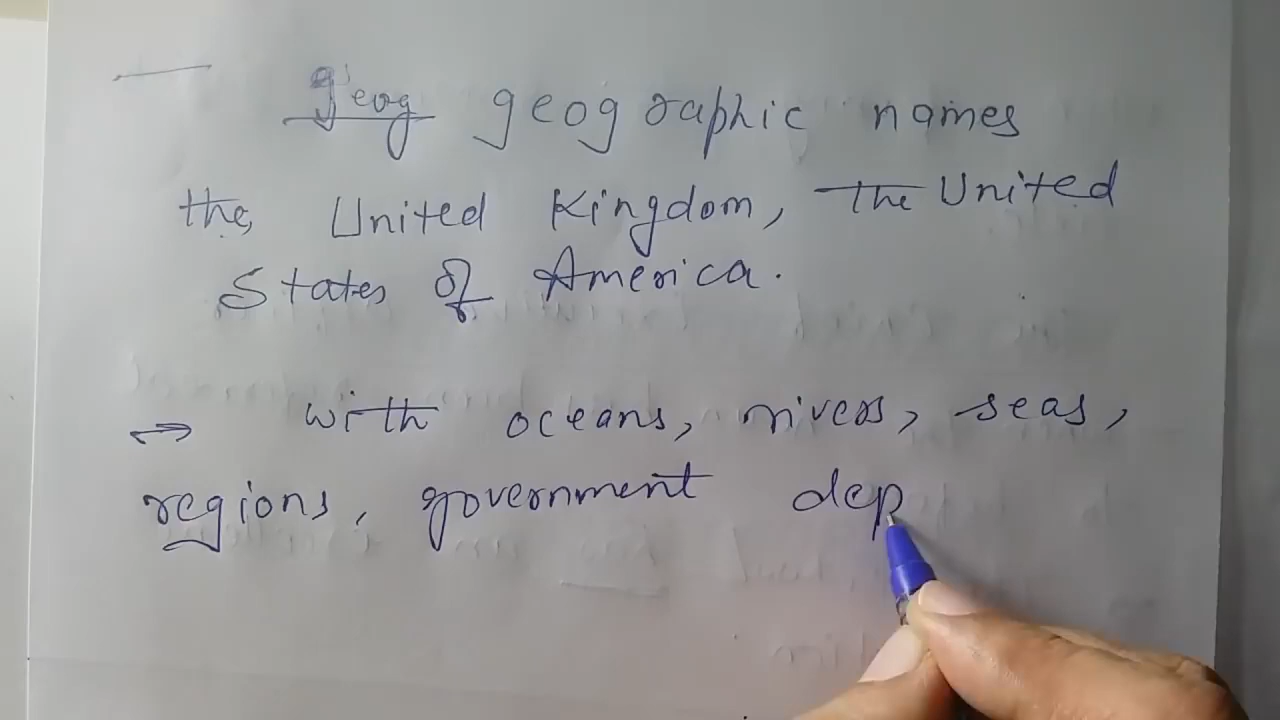 geog geographic names
the United Kingdom, the United
States of America.
with oceans, rivers, seas,
regions, government dep